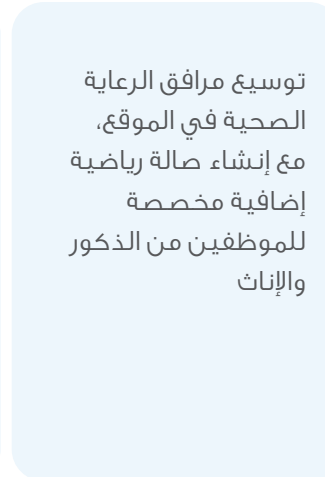 توسيع مرافق الرعاية
الصحية في الموقع،
مع إنشاء صالة رياضية
إضافية مخصصة
للموظفين من الذكور
والإناث